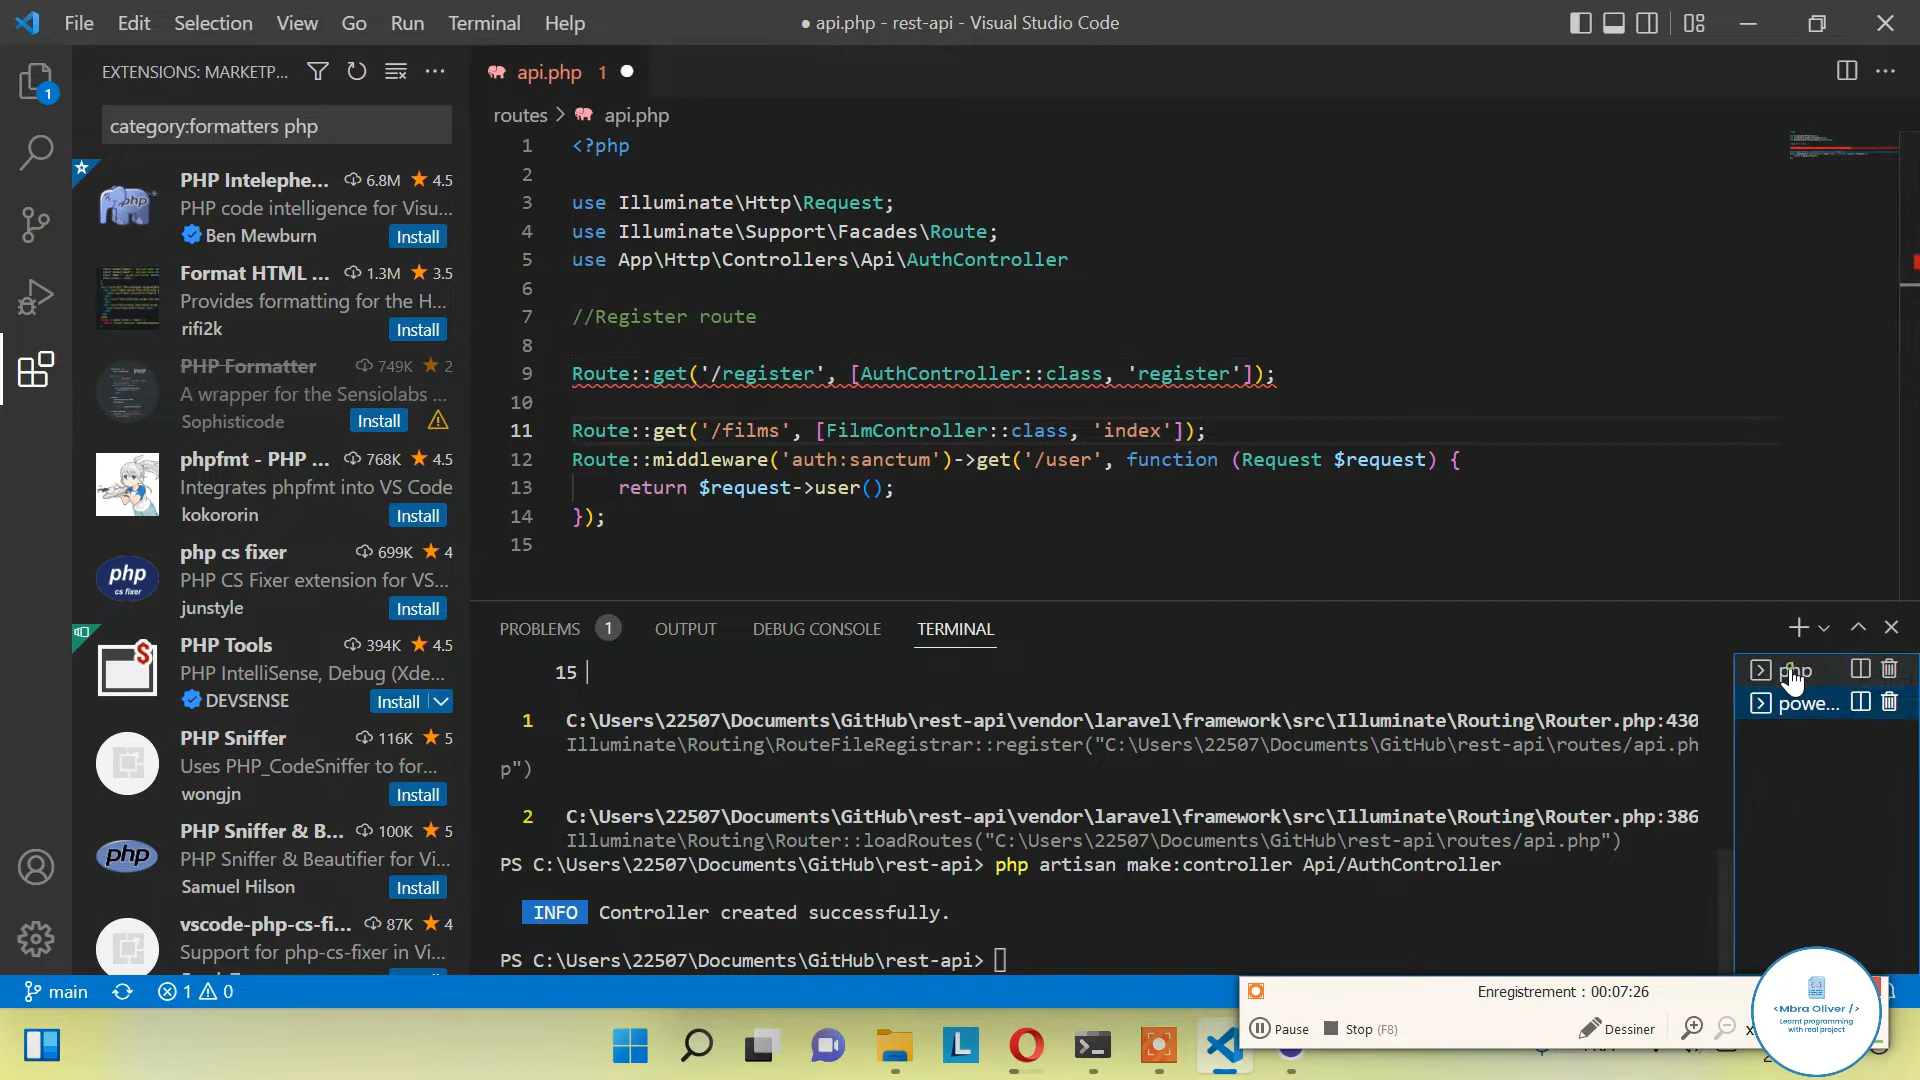 File Edit Selection View Go Run Terminal Help
● api.php - rest-api - Visual Studio Code
EXTENSIONS: MARKETP...
category:formatters php
PHP Intelephe... 6.8M 4.5
PHP code intelligence for Visu...
Ben Mewburn Install
Format HTML ... 1.3M 3.5
Provides formatting for the H...
rifi2k Install
PHP Formatter 749K 2
A wrapper for the Sensiolabs ...
Sophisticode Install
phpfmt - PHP ... 768K 4.5
Integrates phpfmt into VS Code
kokororin Install
php cs fixer 699K 4
PHP CS Fixer extension for VS...
junstyle Install
PHP Tools 394K 4.5
PHP IntelliSense, Debug (Xde...
DEVSENSE Install
PHP Sniffer 116K 5
Uses PHP_CodeSniffer to for...
wongjn Install
PHP Sniffer & B... 100K 5
PHP Sniffer & Beautifier for Vi...
Samuel Hilson Install
vscode-php-cs-fi... 87K 4
Support for php-cs-fixer in Vi...
api.php 1
routes > api.php
1 <?php
2
3 use Illuminate\Http\Request;
4 use Illuminate\Support\Facades\Route;
5 use App\Http\Controllers\Api\AuthController
6
7 //Register route
8
9 Route::get('/register', [AuthController::class, 'register']);
10
11 Route::get('/films', [FilmController::class, 'index']);
12 Route::middleware('auth:sanctum')->get('/user', function (Request $request) {
13 return $request->user();
14 });
15
PROBLEMS 1 OUTPUT DEBUG CONSOLE TERMINAL
15
1 C:\Users\22507\Documents\GitHub\rest-api\vendor\laravel\framework\src\Illuminate\Routing\Router.php:430
Illuminate\Routing\RouteFileRegistrar::register("C:\Users\22507\Documents\GitHub\rest-api\routes/api.ph
p")
2 C:\Users\22507\Documents\GitHub\rest-api\vendor\laravel\framework\src\Illuminate\Routing\Router.php:386
Illuminate\Routing\Router::loadRoutes("C:\Users\22507\Documents\GitHub\rest-api\routes/api.php")
PS C:\Users\22507\Documents\GitHub\rest-api> php artisan make:controller Api/AuthController
INFO Controller created successfully.
PS C:\Users\22507\Documents\GitHub\rest-api>
php
powe...
main 1 0
Enregistrement : 00:07:26
Pause Stop (F8) Dessiner
<Mbra Oliver />
Learnt programming
with real project